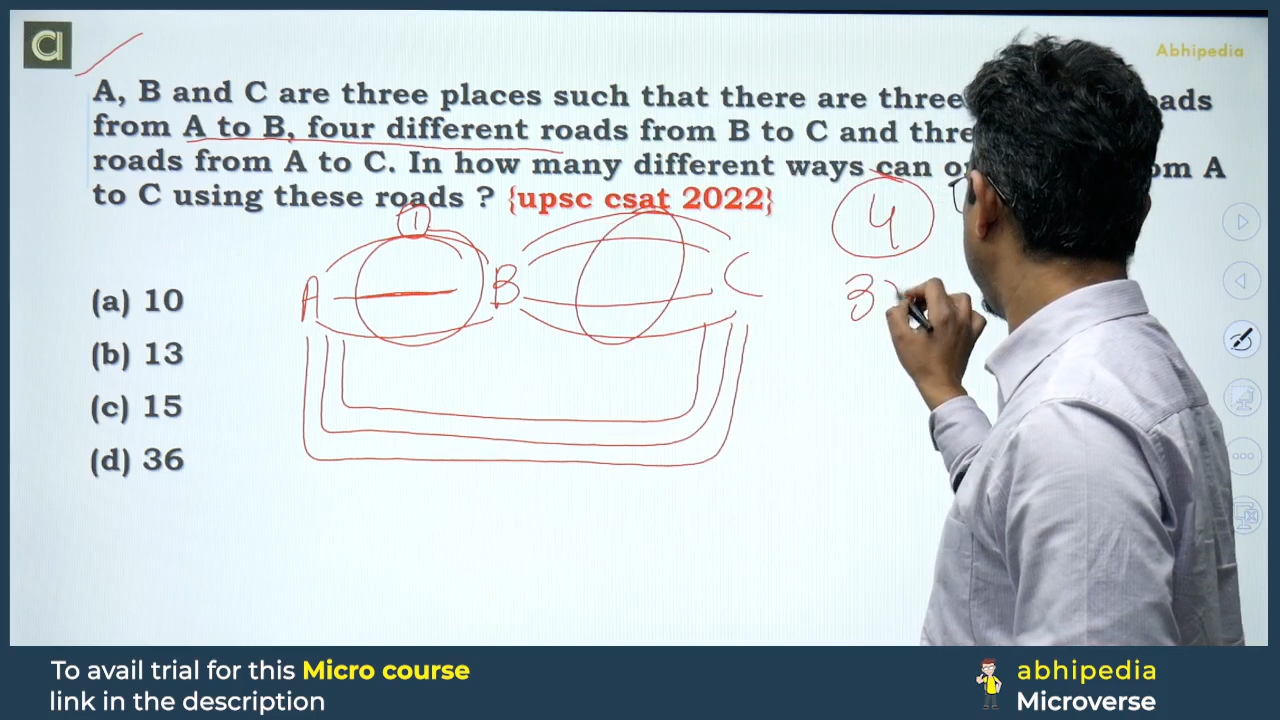 Abhipedia
A, B and C are three places such that there are three
from A to B, four different roads from B to C and
roads from A to C. In how many different ways can
to C using these roads ? {upsc csat 2022}
4
1
A B C
3
(a) 10
(b) 13
(c) 15
(d) 36
To avail trial for this Micro course
link in the description
abhipedia
Microverse